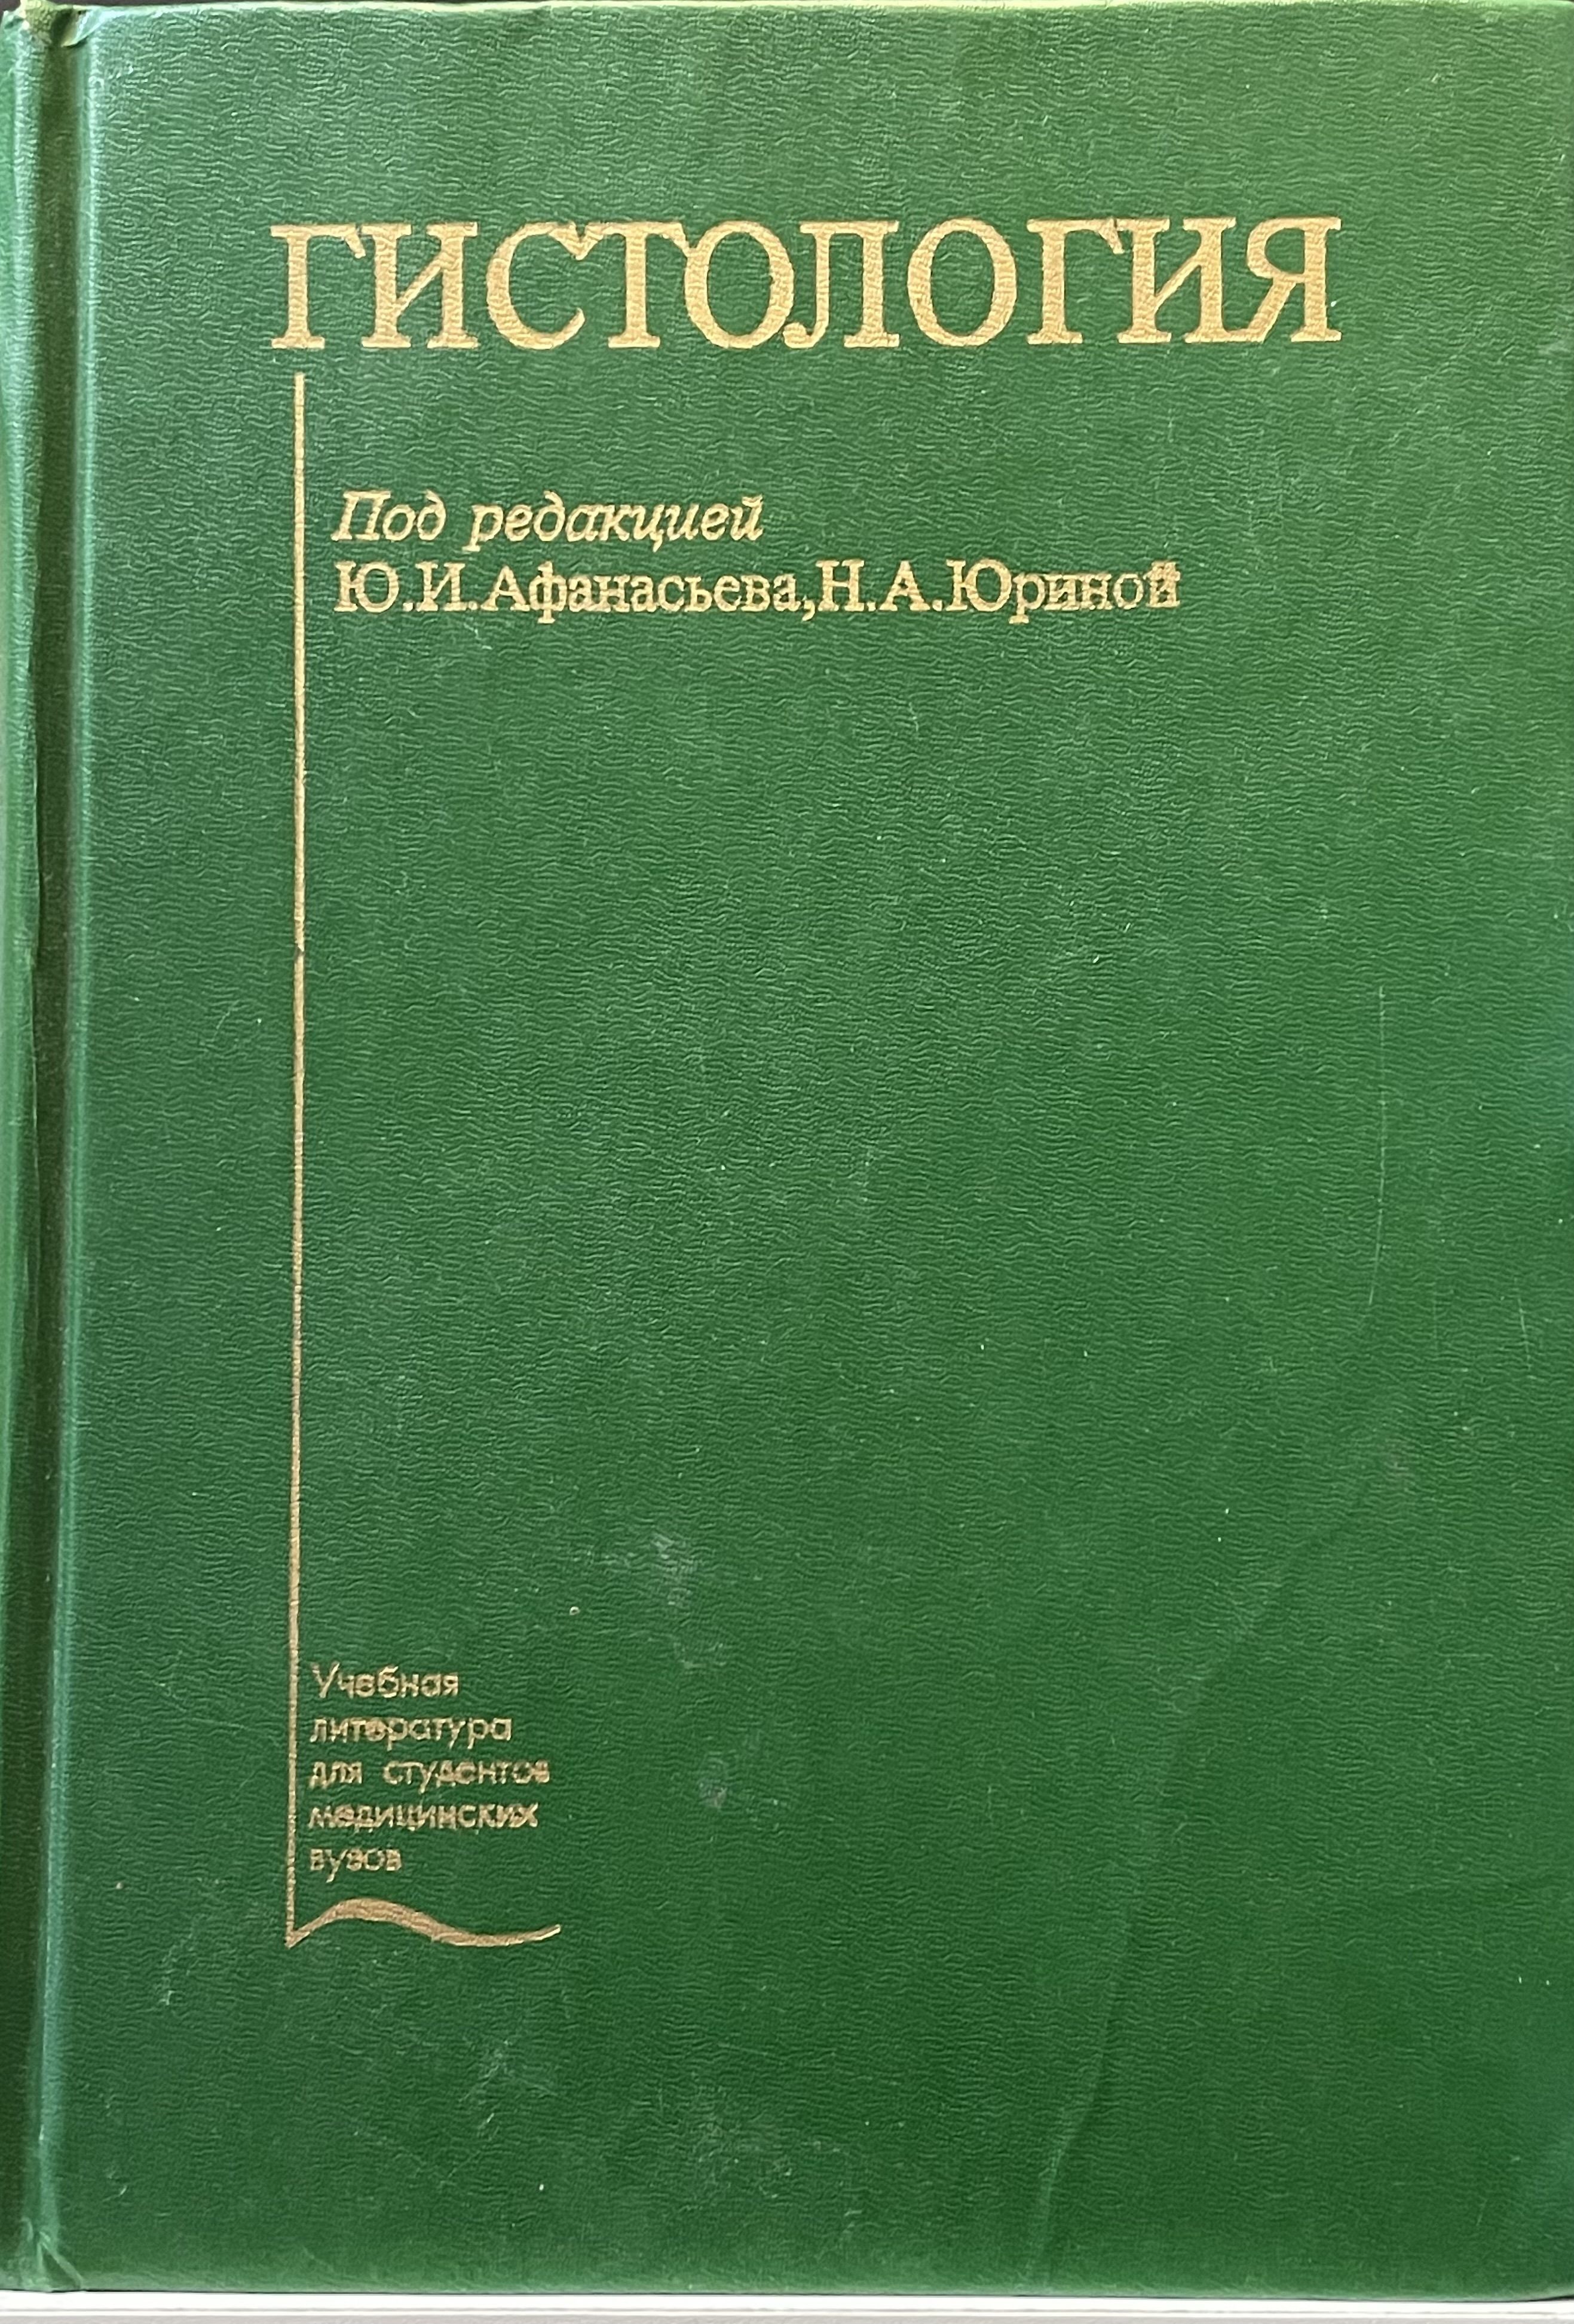 ГИСТОЛОГИЯ
Под редакцией
Ю.И.Афанасьева,Н.А.Юриной
Учебная
литература
для студентов
медицинских
вузов